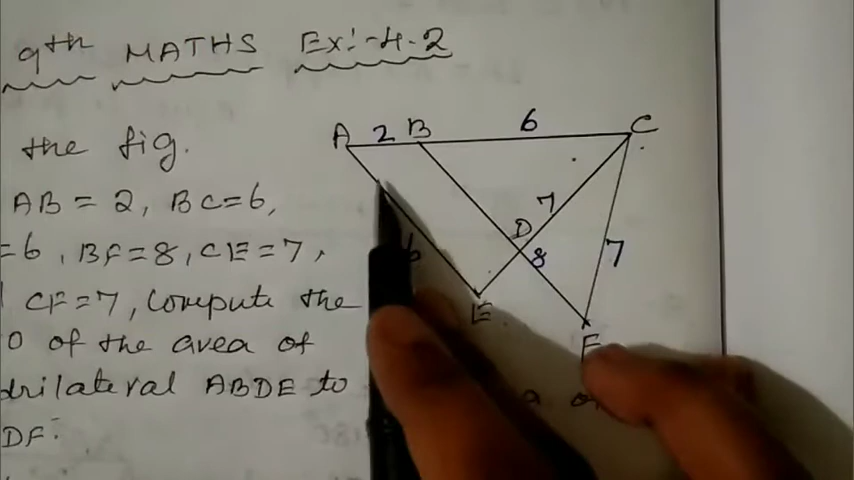 9th MATHS Ex:-4.2
the fig.
AB = 2, BC=6,
=6, BF=8, CE=7,
CF=7, compute the
O of the area of
drilateral ABDE to
DF.
A 2 B 6 C
7
D
8
7
6
E
F